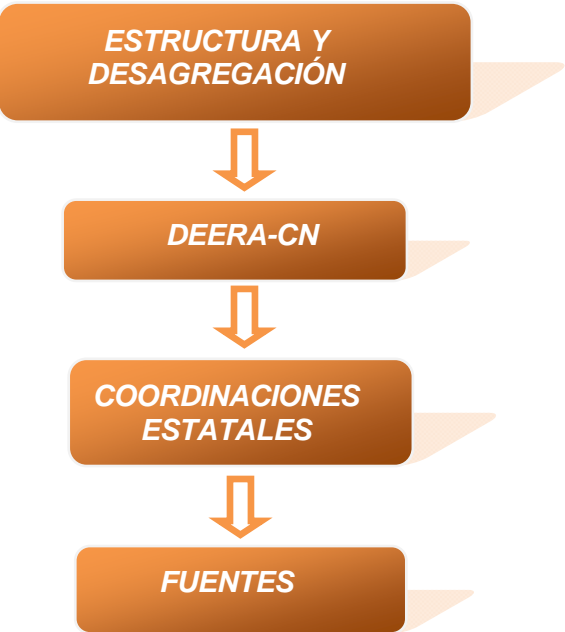 ESTRUCTURA Y
DESAGREGACIÓN
DEERA-CN
COORDINACIONES
ESTATALES
FUENTES